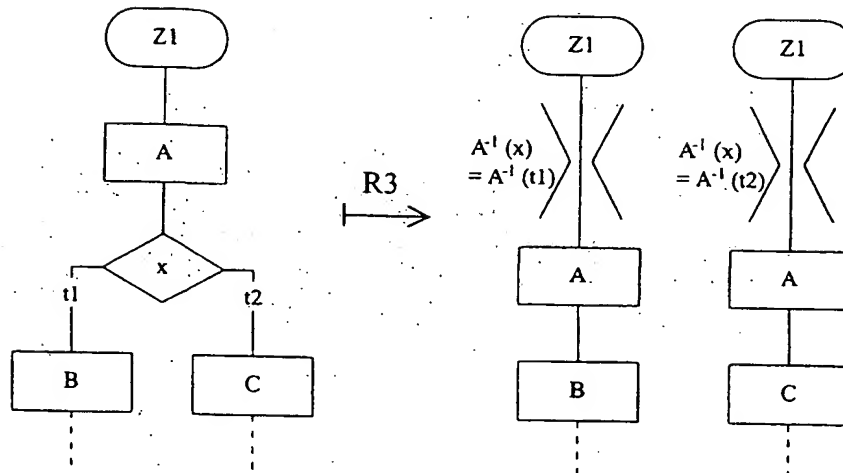 Z1
A
x
t1
t2
B
C
R3
Z1
A⁻¹ (x)
= A⁻¹ (t1)
A
B
Z1
A⁻¹ (x)
= A⁻¹ (t2)
A
C